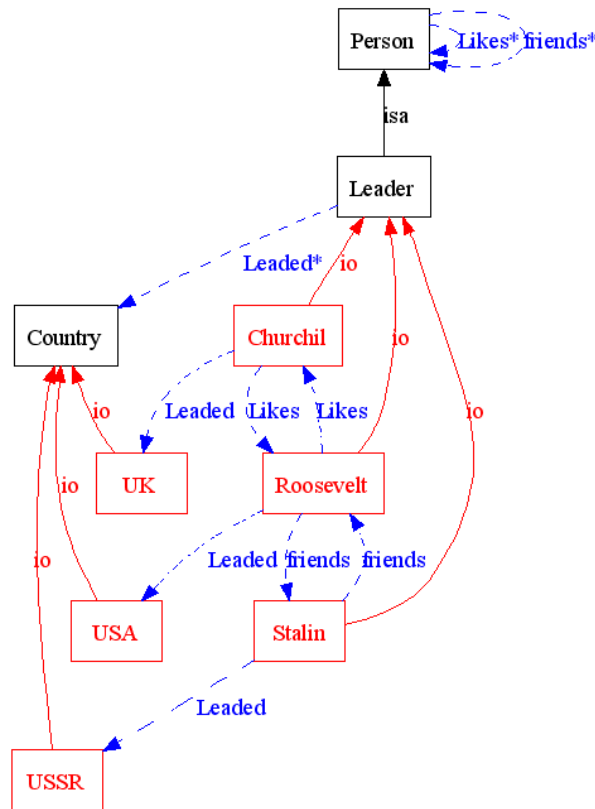 Person
Likes* friends*
isa
Leader
Leaded*
io
Country
Churchil
io
io
Leaded
Likes
Likes
io
UK
Roosevelt
io
io
Leaded
friends
friends
USA
Stalin
Leaded
USSR